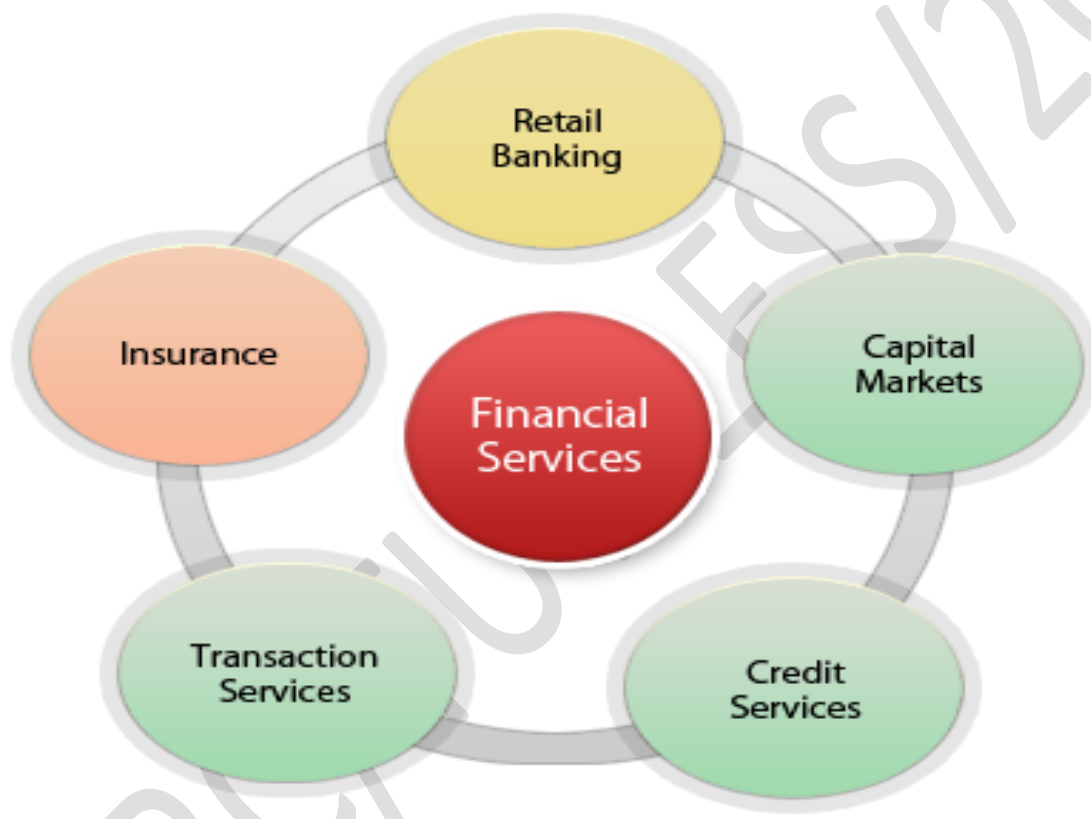 Retail
Banking
Insurance
Capital
Markets
Financial
Services
Transaction
Services
Credit
Services